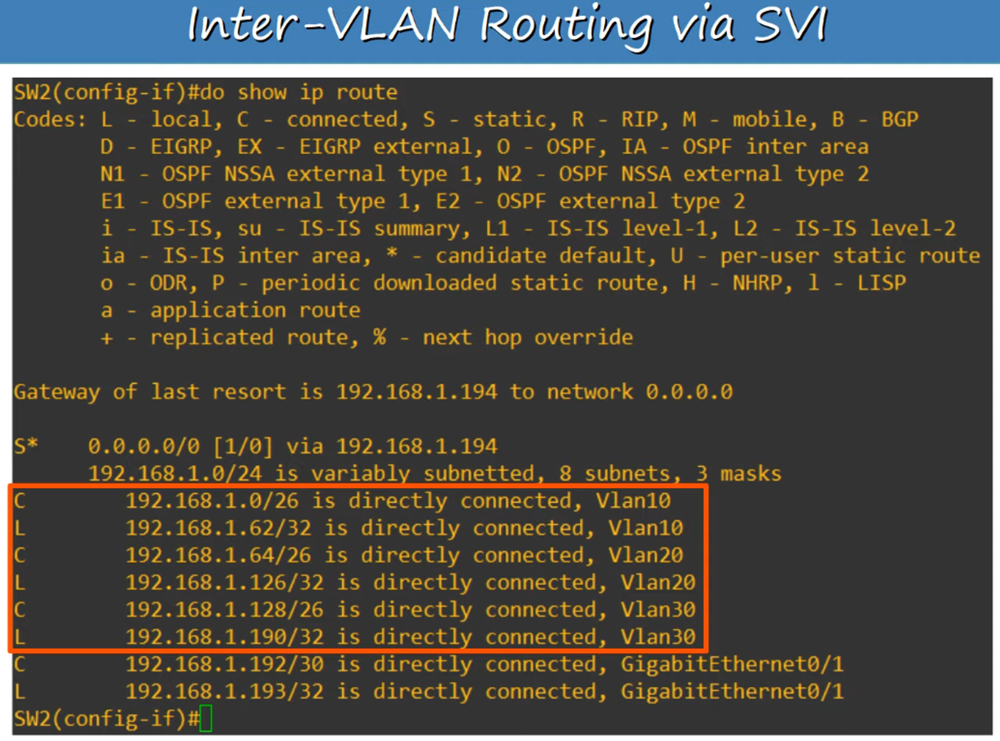 Inter-VLAN Routing via SVI
SW2(config-if)#do show ip route
Codes: L - local, C - connected, S - static, R - RIP, M - mobile, B - BGP
       D - EIGRP, EX - EIGRP external, O - OSPF, IA - OSPF inter area
       N1 - OSPF NSSA external type 1, N2 - OSPF NSSA external type 2
       E1 - OSPF external type 1, E2 - OSPF external type 2
       i - IS-IS, su - IS-IS summary, L1 - IS-IS level-1, L2 - IS-IS level-2
       ia - IS-IS inter area, * - candidate default, U - per-user static route
       o - ODR, P - periodic downloaded static route, H - NHRP, l - LISP
       a - application route
       + - replicated route, % - next hop override
Gateway of last resort is 192.168.1.194 to network 0.0.0.0
S*    0.0.0.0/0 [1/0] via 192.168.1.194
      192.168.1.0/24 is variably subnetted, 8 subnets, 3 masks
C        192.168.1.0/26 is directly connected, Vlan10
L        192.168.1.62/32 is directly connected, Vlan10
C        192.168.1.64/26 is directly connected, Vlan20
L        192.168.1.126/32 is directly connected, Vlan20
C        192.168.1.128/26 is directly connected, Vlan30
L        192.168.1.190/32 is directly connected, Vlan30
C        192.168.1.192/30 is directly connected, GigabitEthernet0/1
L        192.168.1.193/32 is directly connected, GigabitEthernet0/1
SW2(config-if)#